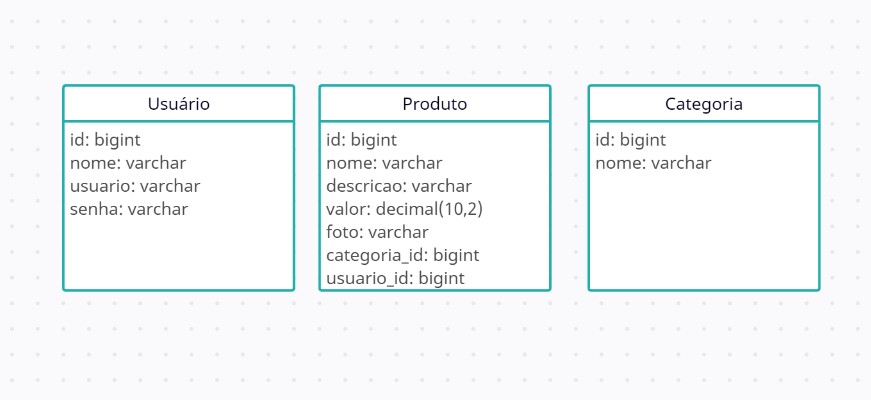 Usuário
id: bigint
nome: varchar
usuario: varchar
senha: varchar
Produto
id: bigint
nome: varchar
descricao: varchar
valor: decimal(10,2)
foto: varchar
categoria_id: bigint
usuario_id: bigint
Categoria
id: bigint
nome: varchar